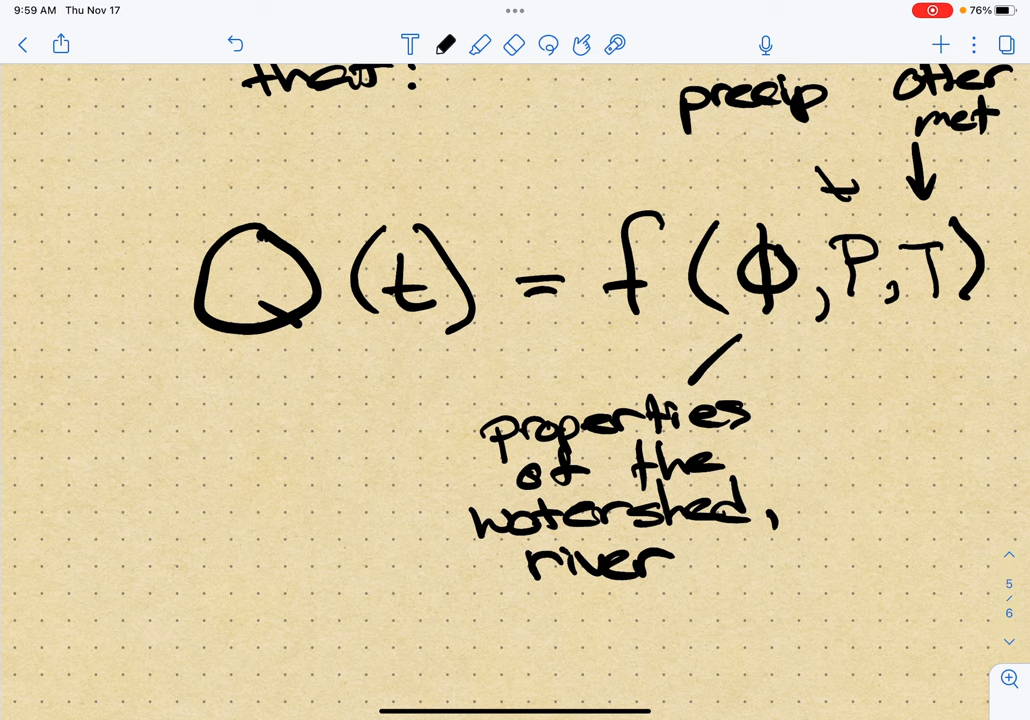 9:59 AM Thu Nov 17
76%
that?
precip
other
met
Q(t) = f(Φ, P, T)
properties
of the
watershed,
river
5
/
6